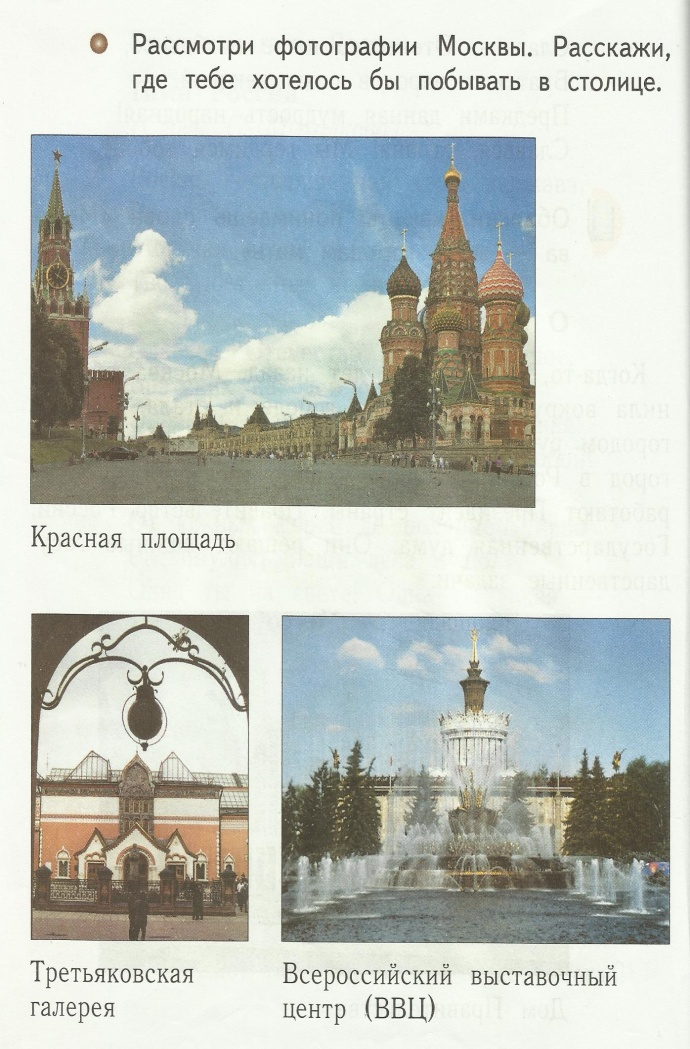 Рассмотри фотографии Москвы. Расскажи,
где тебе хотелось бы побывать в столице.
Красная площадь
Третьяковская
галерея
Всероссийский выставочный
центр (ВВЦ)